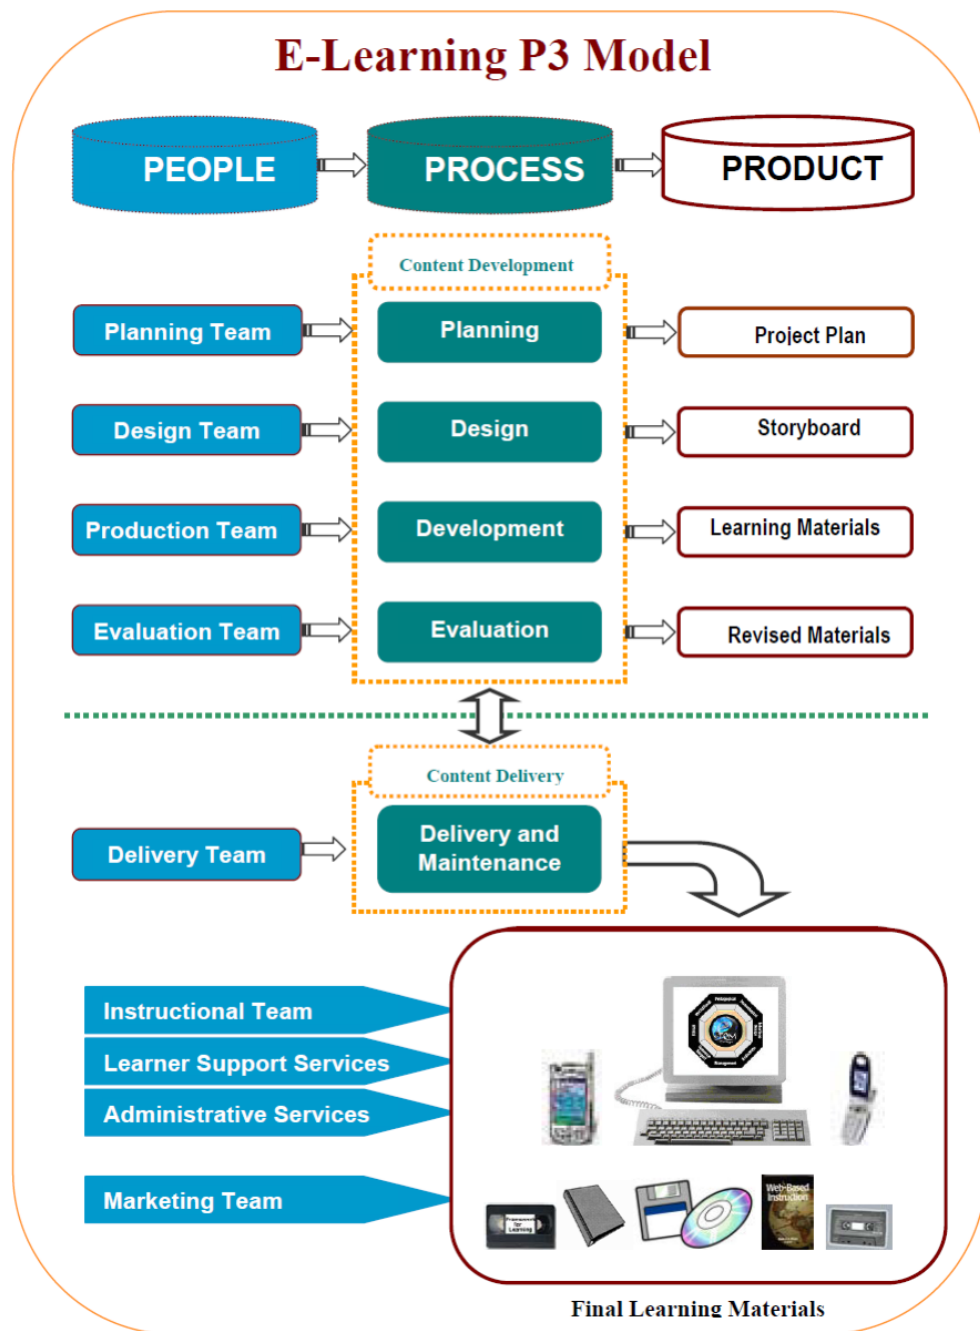 E-Learning P3 Model
PEOPLE
PROCESS
PRODUCT
Content Development
Planning Team
Planning
Project Plan
Design Team
Design
Storyboard
Production Team
Development
Learning Materials
Evaluation Team
Evaluation
Revised Materials
Content Delivery
Delivery Team
Delivery and
Maintenance
Instructional Team
Learner Support Services
Administrative Services
Marketing Team
Web-Based
Instruction
for
Learning
Final Learning Materials